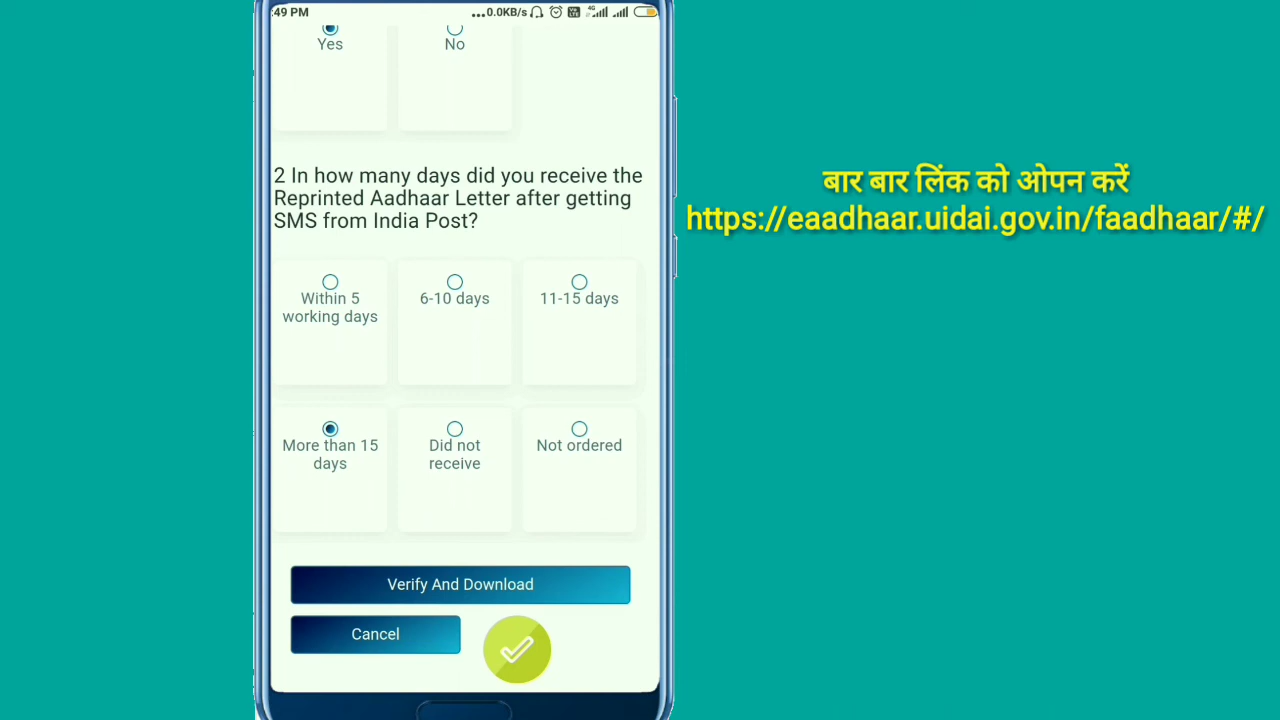 :49 PM
...0.0KB/s
4G
Yes
No
2 In how many days did you receive the
Reprinted Aadhaar Letter after getting
SMS from India Post?
Within 5
working days
6-10 days
11-15 days
More than 15
days
Did not
receive
Not ordered
Verify And Download
Cancel
बार बार लिंक को ओपन करें
https://eaadhaar.uidai.gov.in/faadhaar/#/